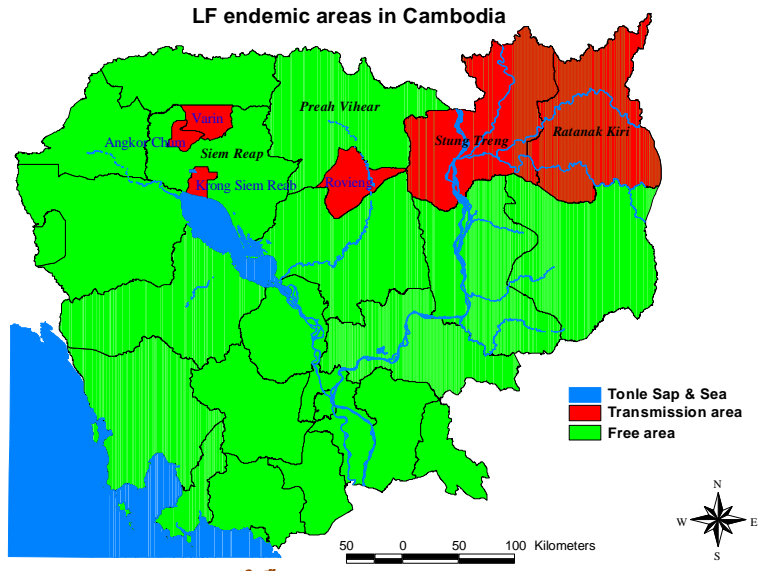 LF endemic areas in Cambodia
Preah Vihear
Varin
Angkor Chum
Siem Reap
Stung Treng
Ratanak Kiri
Krong Siem Reab
Rovieng
Tonle Sap & Sea
Transmission area
Free area
N
W E
S
50 0 50 100 Kilometers